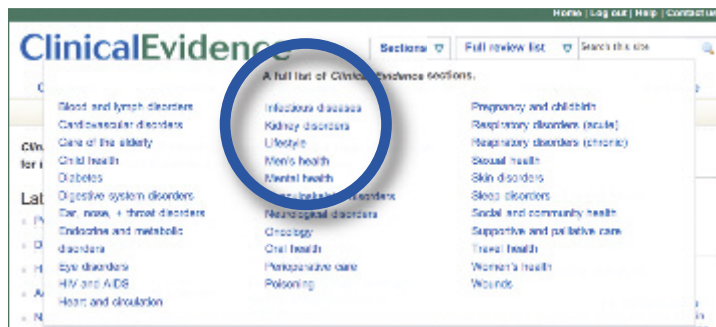 Home | Log out | Help | Contact us
ClinicalEvidence
Sections
Full review list
Search this site
A full list of Clinical Evidence sections.
Blood and lymph disorders
Cardiovascular disorders
Care of the elderly
Child health
Diabetes
Digestive system disorders
Ear, nose, + throat disorders
Endocrine and metabolic
disorders
Eye disorders
HIV and AIDS
Heart and circulation
Infectious diseases
Kidney disorders
Lifestyle
Men's health
Mental health
disorders
Neurological disorders
Oncology
Oral health
Perioperative care
Poisoning
Pregnancy and childbirth
Respiratory disorders (acute)
Respiratory disorders (chronic)
Sexual health
Skin disorders
Sleep disorders
Social and community health
Supportive and palliative care
Travel health
Women's health
Wounds